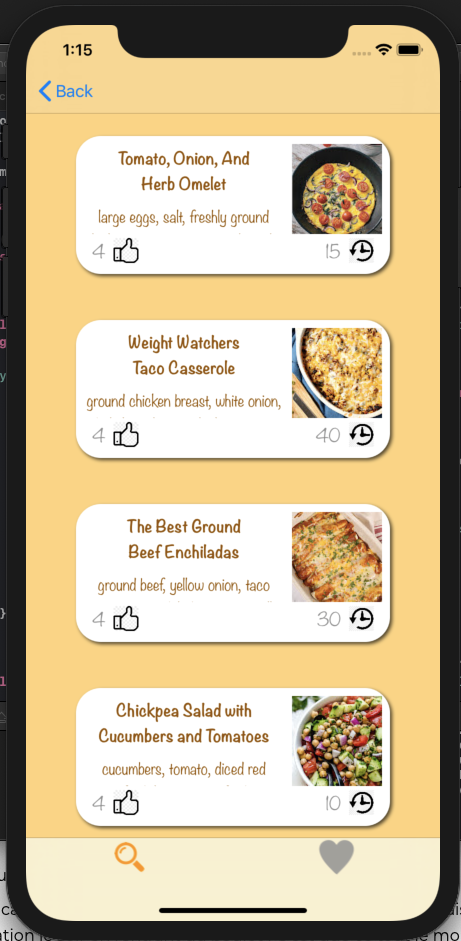 1:15
Back
Tomato, Onion, And
Herb Omelet
large eggs, salt, freshly ground
4
15
Weight Watchers
Taco Casserole
ground chicken breast, white onion,
4
40
The Best Ground
Beef Enchiladas
ground beef, yellow onion, taco
4
30
Chickpea Salad with
Cucumbers and Tomatoes
cucumbers, tomato, diced red
4
10